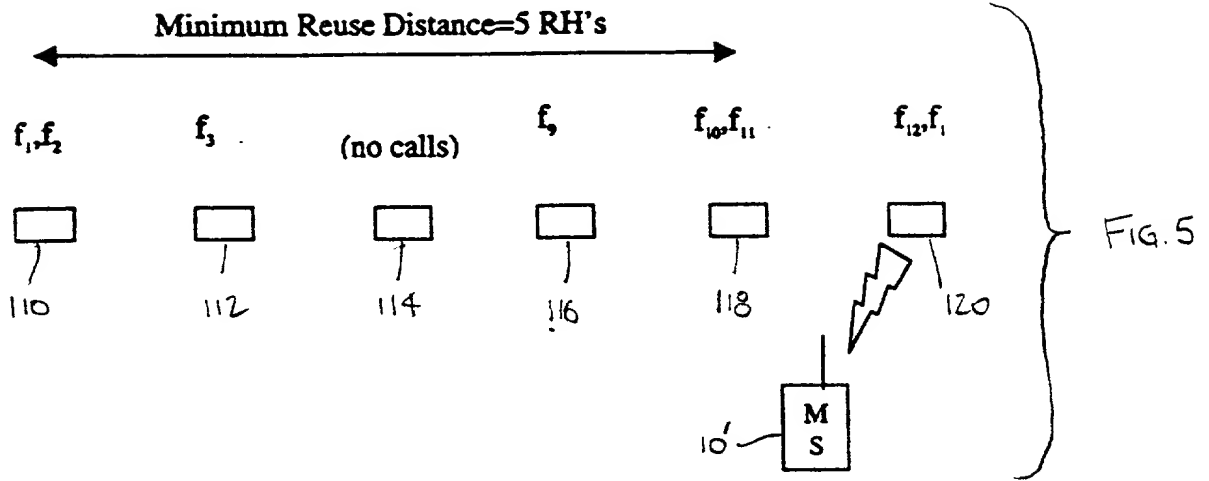 Minimum Reuse Distance=5 RH's
f₁,f₂ f₃ (no calls) f₉ f₁₀,f₁₁ f₁₂,f₁
110 112 114 116 118 120
FIG. 5
10' M
S